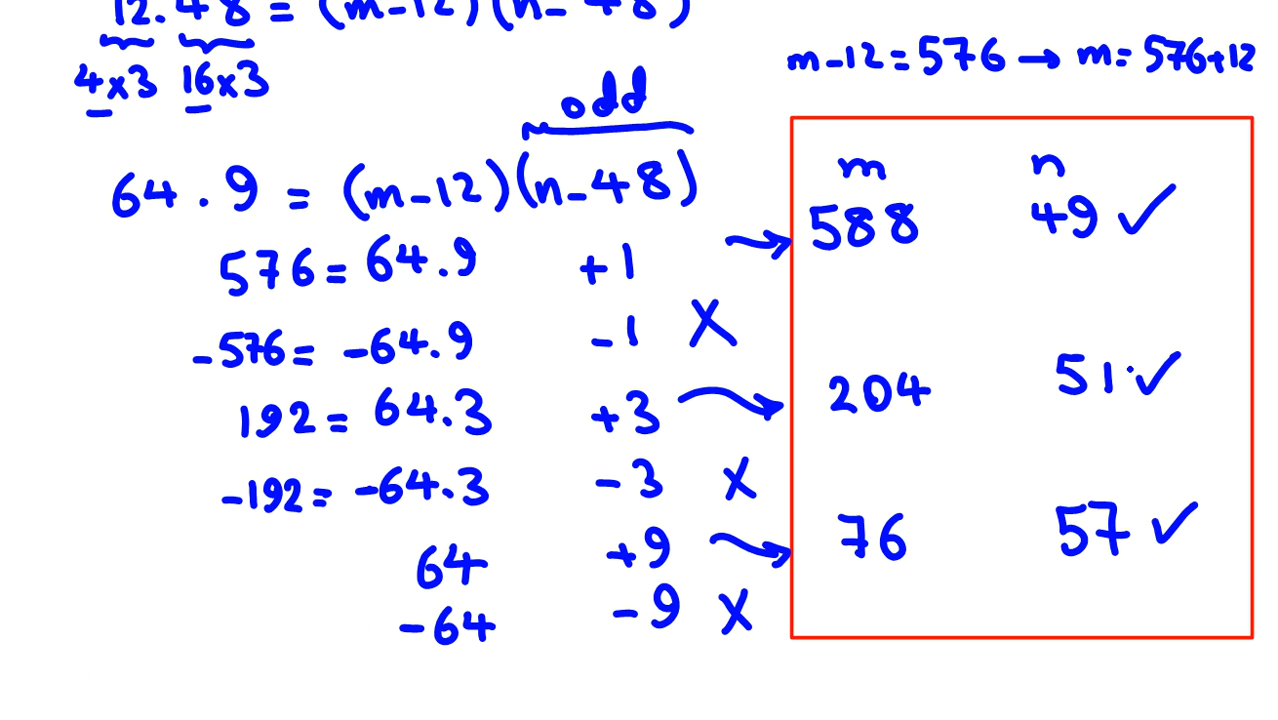 12.48 = (m-12)(n-48)
4x3 16x3
m-12=576 → m=576+12
odd
64.9 = (m-12)(n-48)
576 = 64.9 +1
-576 = -64.9 -1 X
192 = 64.3 +3
-192 = -64.3 -3 X
64 +9
-64 -9 X
m n
588 49 ✓
204 51 ✓
76 57 ✓